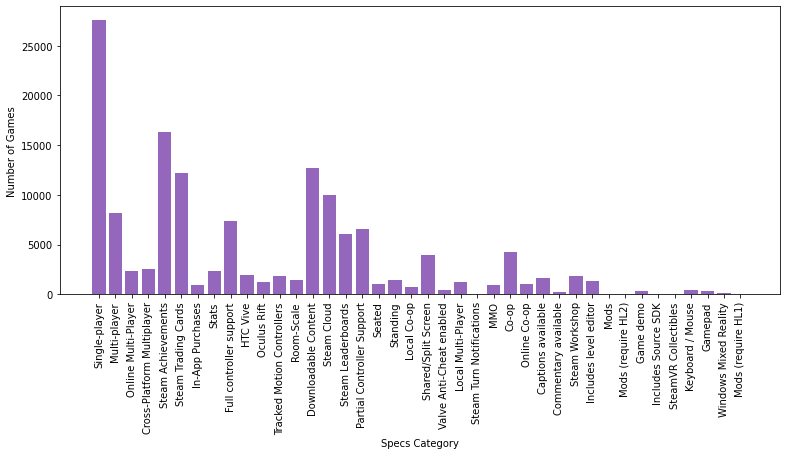 25000
20000
15000
10000
5000
0
Number of Games
Single-player
Multi-player
Online Multi-Player
Cross-Platform Multiplayer
Steam Achievements
Steam Trading Cards
In-App Purchases
Stats
Full controller support
HTC Vive
Oculus Rift
Tracked Motion Controllers
Room-Scale
Downloadable Content
Steam Cloud
Steam Leaderboards
Partial Controller Support
Seated
Standing
Local Co-op
Shared/Split Screen
Valve Anti-Cheat enabled
Local Multi-Player
Steam Turn Notifications
MMO
Co-op
Online Co-op
Captions available
Commentary available
Steam Workshop
Includes level editor
Mods
Mods (require HL2)
Game demo
Includes Source SDK
SteamVR Collectibles
Keyboard / Mouse
Gamepad
Windows Mixed Reality
Mods (require HL1)
Specs Category